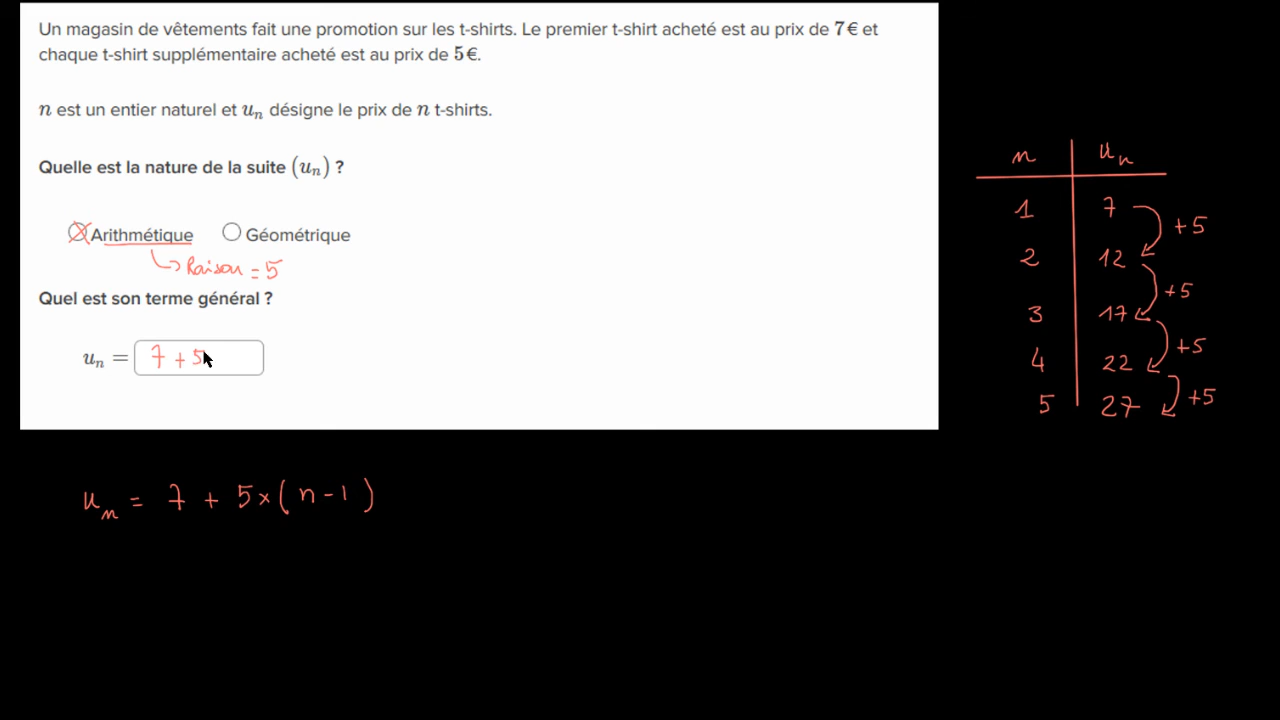 Un magasin de vêtements fait une promotion sur les t-shirts. Le premier t-shirt acheté est au prix de 7€ et
chaque t-shirt supplémentaire acheté est au prix de 5€.
n est un entier naturel et uₙ désigne le prix de n t-shirts.
Quelle est la nature de la suite (uₙ) ?
Arithmétique Géométrique
Raison = 5
Quel est son terme général ?
uₙ = 7 + 5
uₙ = 7 + 5×(n-1)
n uₙ
1 7
+5
2 12
+5
3 17
+5
4 22
+5
5 27